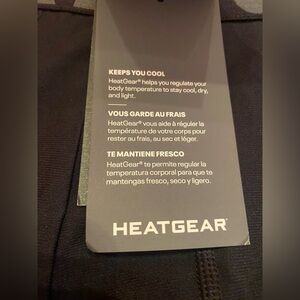 KEEPS YOU COOL
HeatGear® helps you regulate your
body temperature to stay cool, dry,
and light.
VOUS GARDE AU FRAIS
HeatGear® vous aide à réguler la
température de votre corps pour
rester au frais, au sec et léger.
TE MANTIENE FRESCO
HeatGear® te permite regular la
temperatura corporal para que te
mantengas fresco, seco y ligero.
HEATGEAR